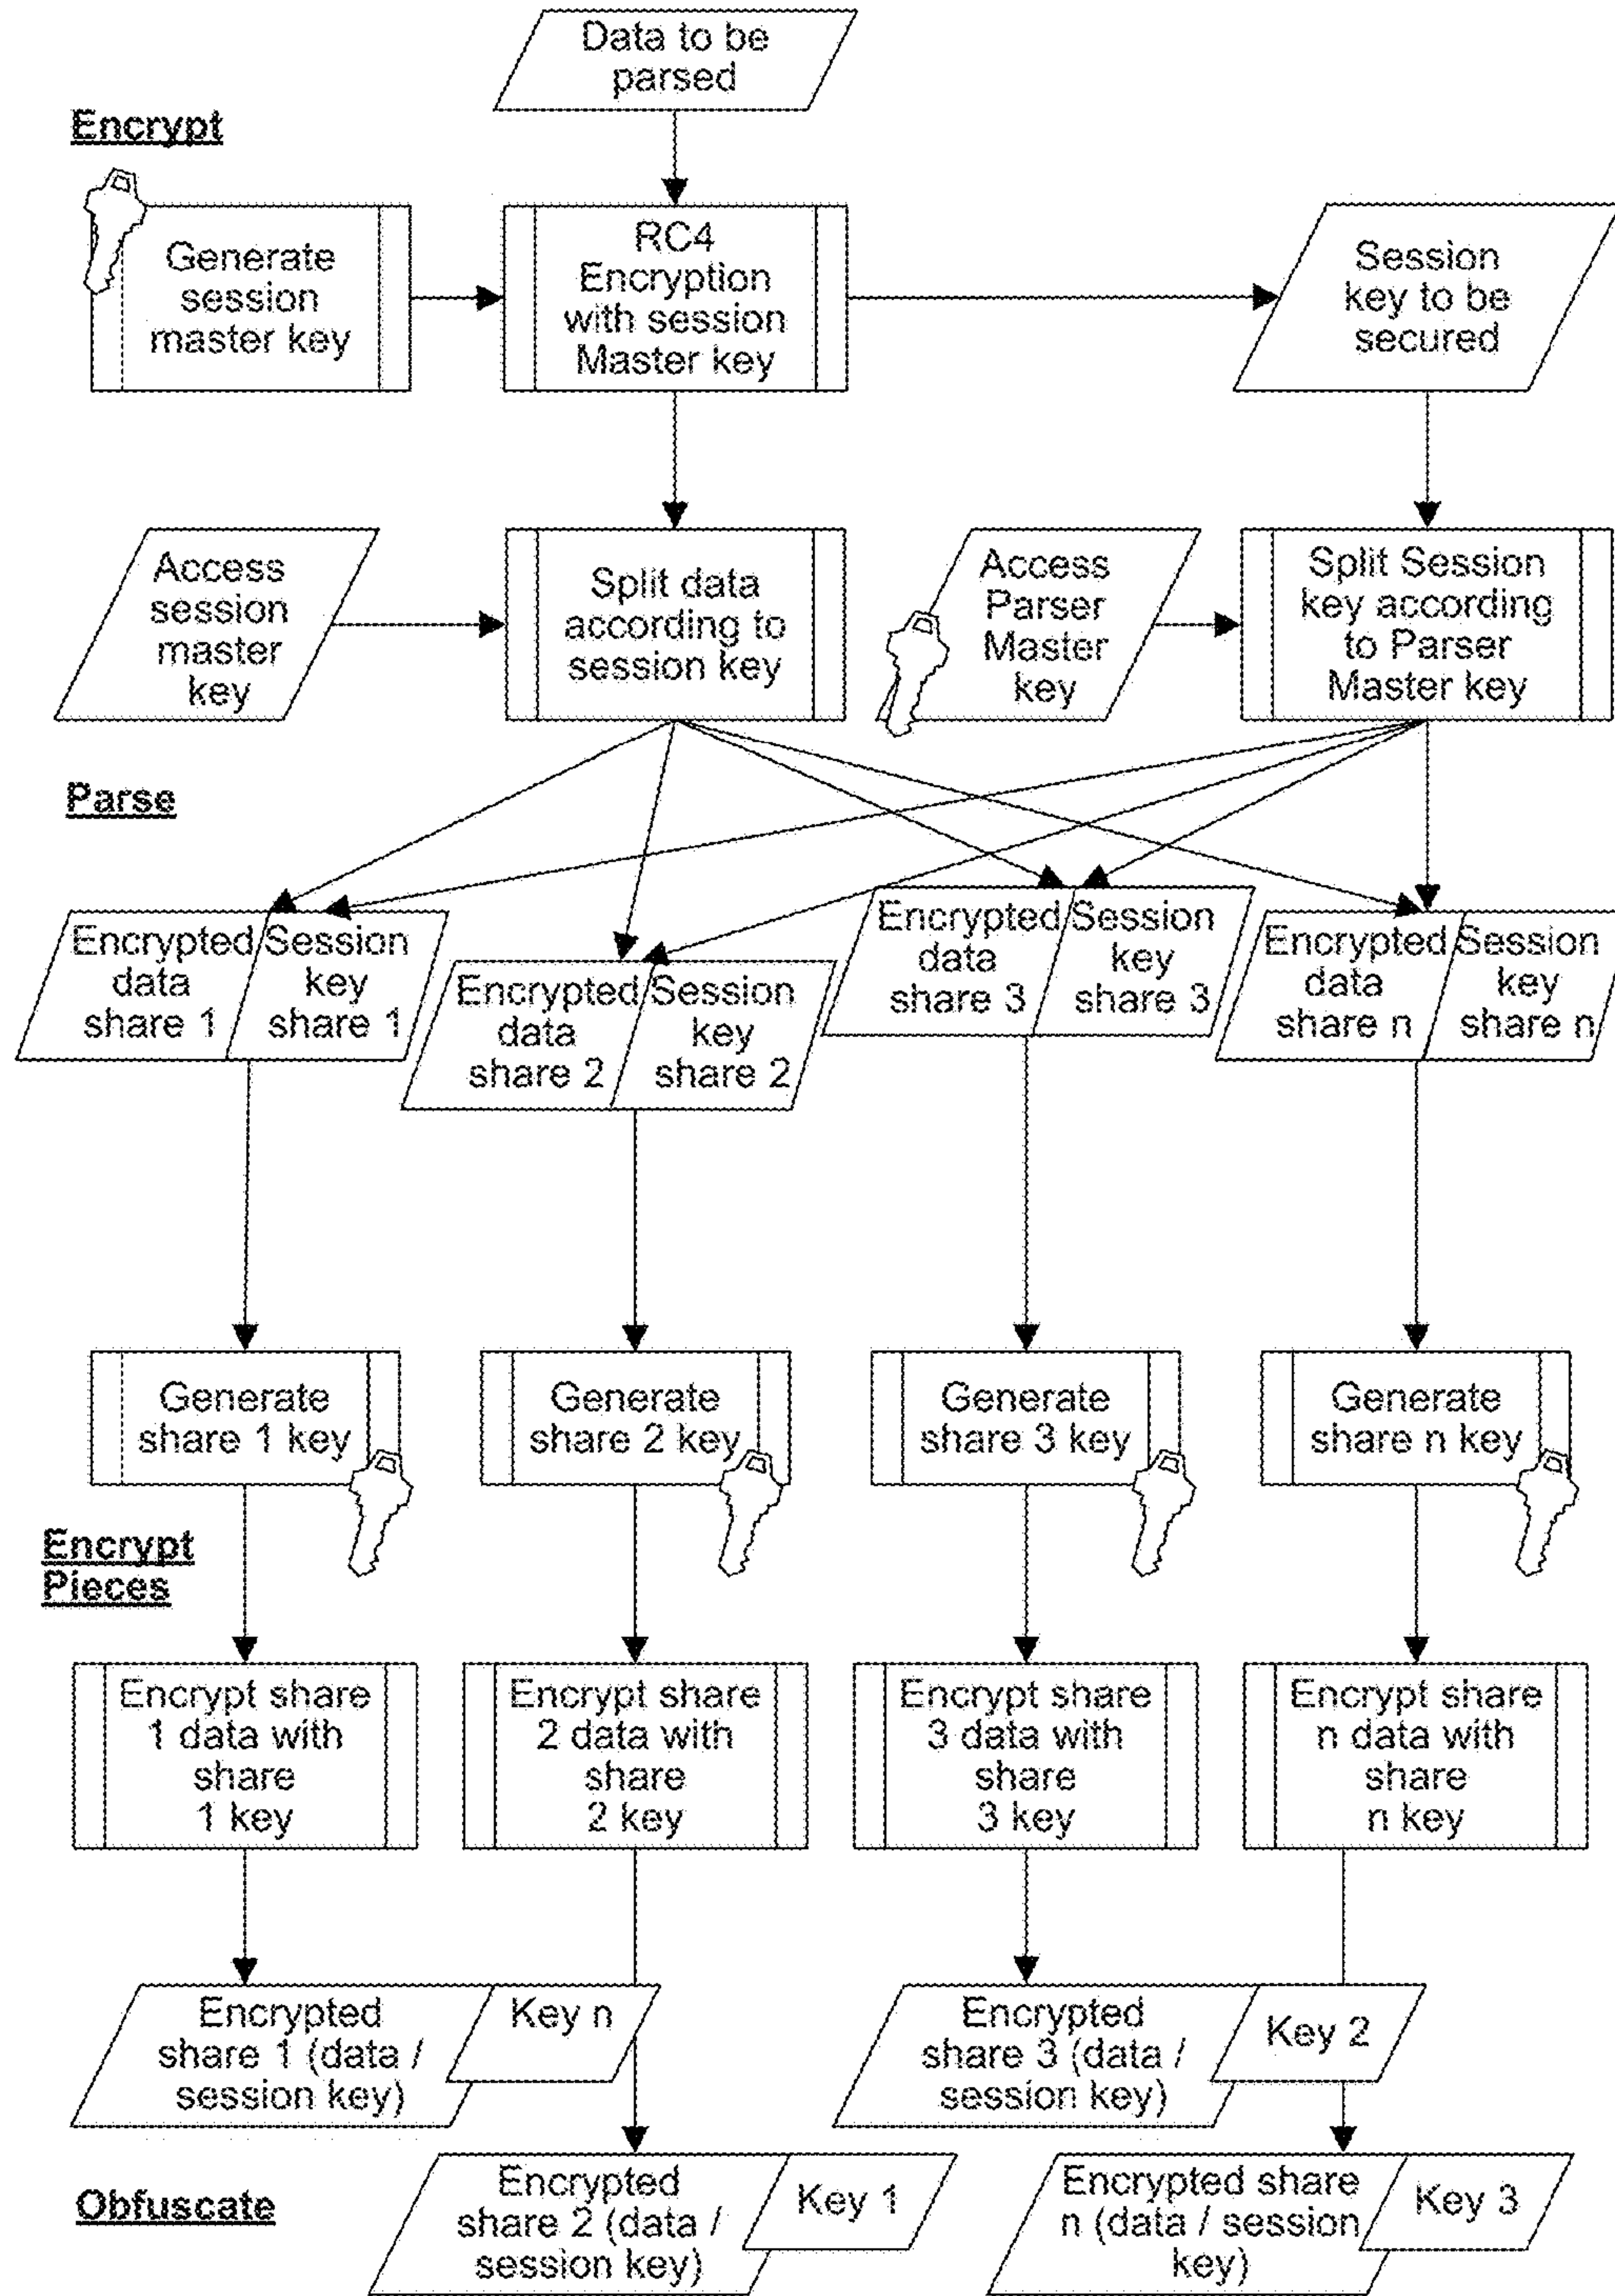 Data to be
parsed
Encrypt
Generate
session
master key
RC4
Encryption
with session
Master key
Session
key to be
secured
Access
session
master
key
Split data
according to
session key
Access
Parser
Master
key
Split Session
key according
to Parser
Master key
Parse
Encrypted
data
share 1
Session
key
share 1
Encrypted
data
share 2
Session
key
share 2
Encrypted
data
share 3
Session
key
share 3
Encrypted
data
share n
Session
key
share n
Generate
share 1 key
Generate
share 2 key
Generate
share 3 key
Generate
share n key
Encrypt
Pieces
Encrypt share
1 data with
share
1 key
Encrypt share
2 data with
share
2 key
Encrypt share
3 data with
share
3 key
Encrypt share
n data with
share
n key
Encrypted
share 1 (data /
session key)
Key n
Encrypted
share 3 (data /
session key)
Key 2
Obfuscate
Encrypted
share 2 (data /
session key)
Key 1
Encrypted share
n (data / session
key)
Key 3